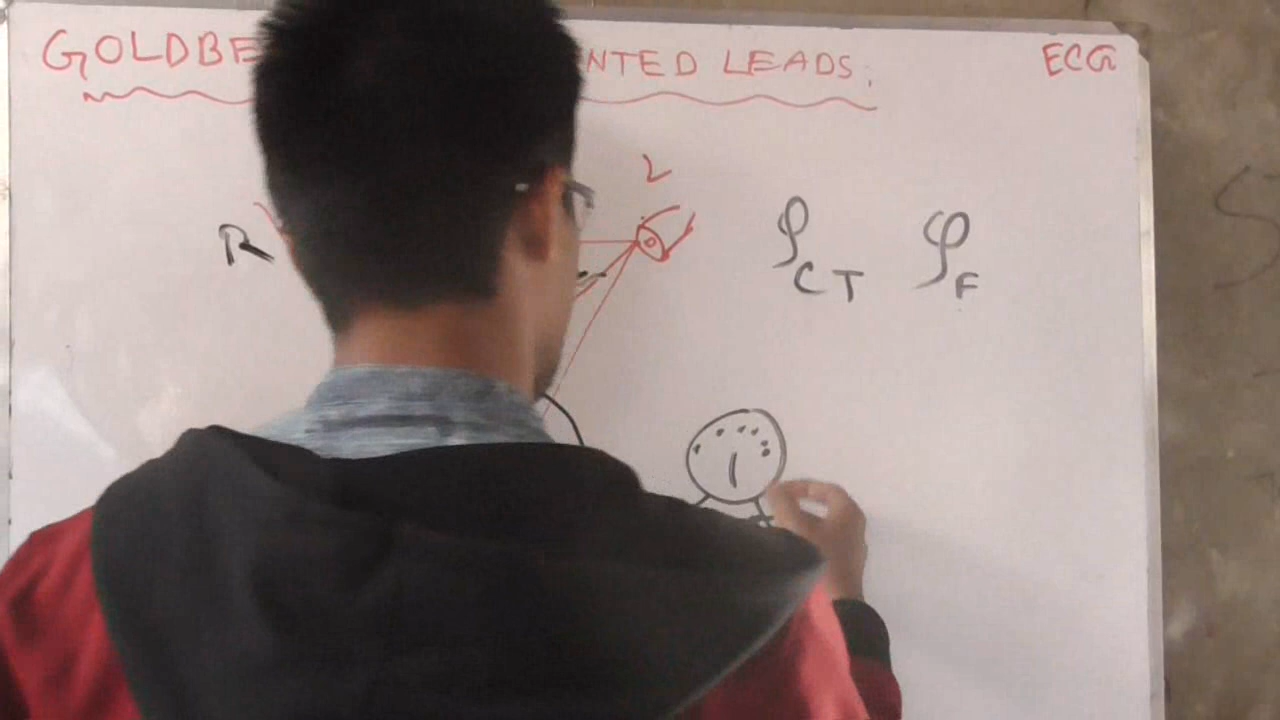 GOLDBE NTED LEADS. ECG
L
R
φCT φF